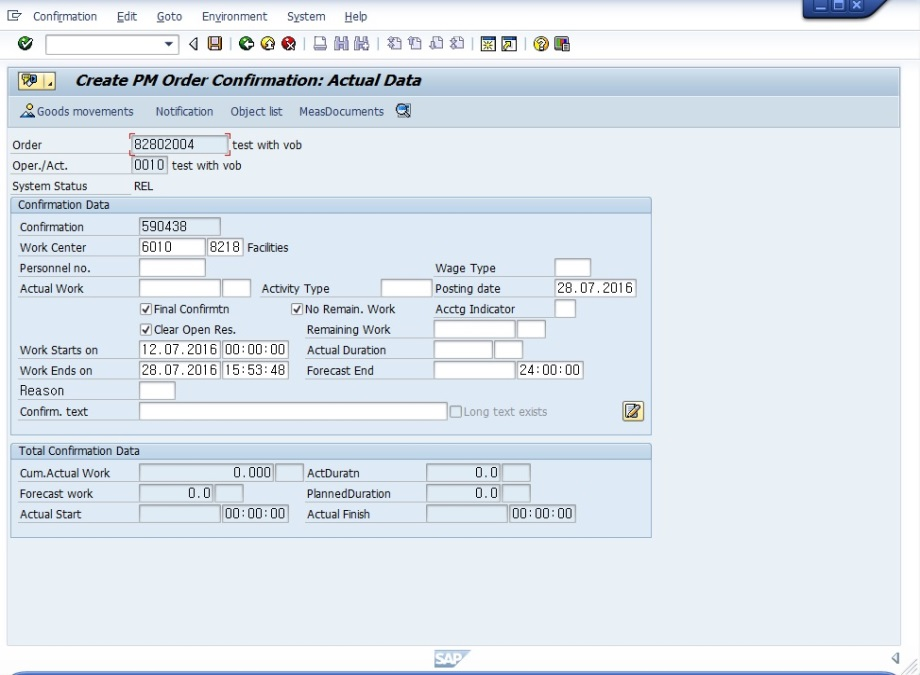 Confirmation Edit Goto Environment System Help
Create PM Order Confirmation: Actual Data
Goods movements Notification Object list MeasDocuments
Order 82802004 test with vob
Oper./Act. 0010 test with vob
System Status REL
Confirmation Data
Confirmation 590438
Work Center 6010 8218 Facilities
Personnel no. Wage Type
Actual Work Activity Type Posting date 28.07.2016
Final Confirmtn No Remain. Work Acctg Indicator
Clear Open Res. Remaining Work
Work Starts on 12.07.2016 00:00:00 Actual Duration
Work Ends on 28.07.2016 15:53:48 Forecast End 24:00:00
Reason
Confirm. text Long text exists
Total Confirmation Data
Cum.Actual Work 0.000 ActDuratn 0.0
Forecast work 0.0 PlannedDuration 0.0
Actual Start 00:00:00 Actual Finish 00:00:00
SAP